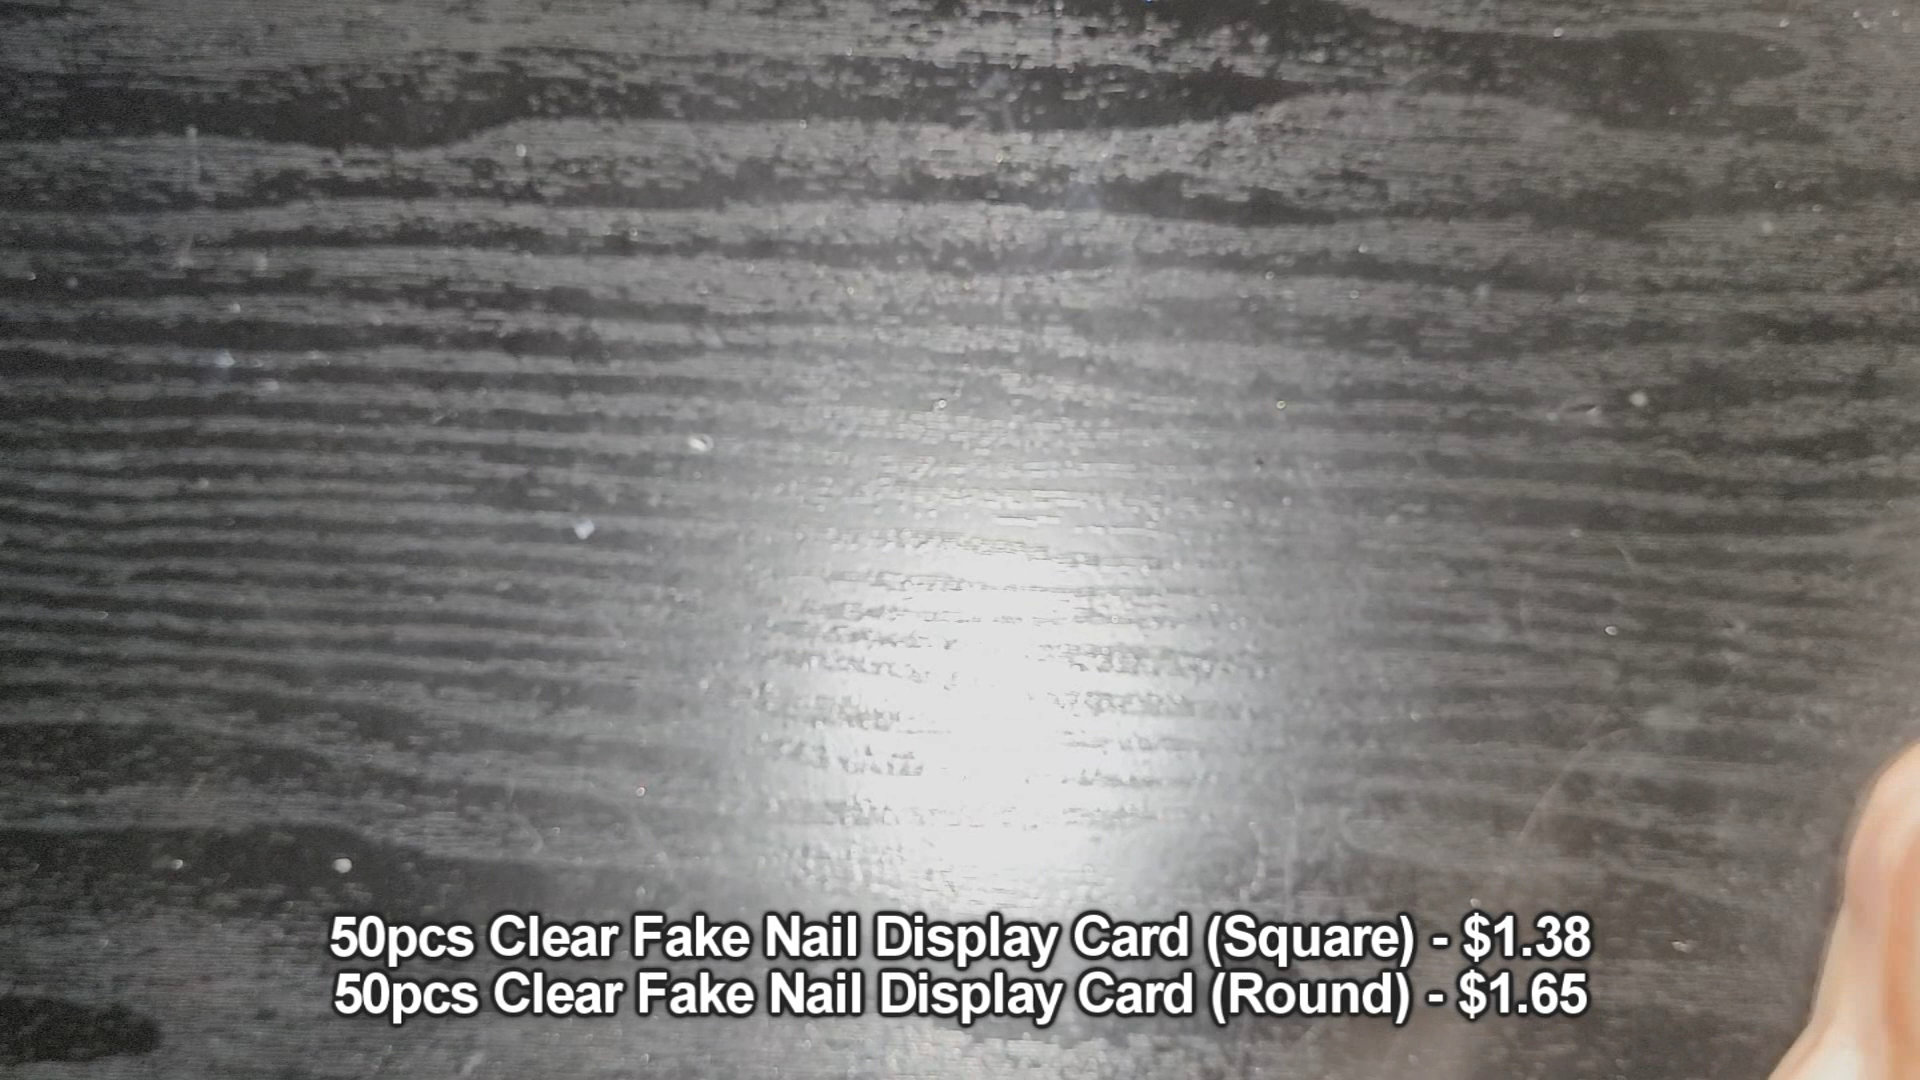 50pcs Clear Fake Nail Display Card (Square) - $1.38
50pcs Clear Fake Nail Display Card (Round) - $1.65